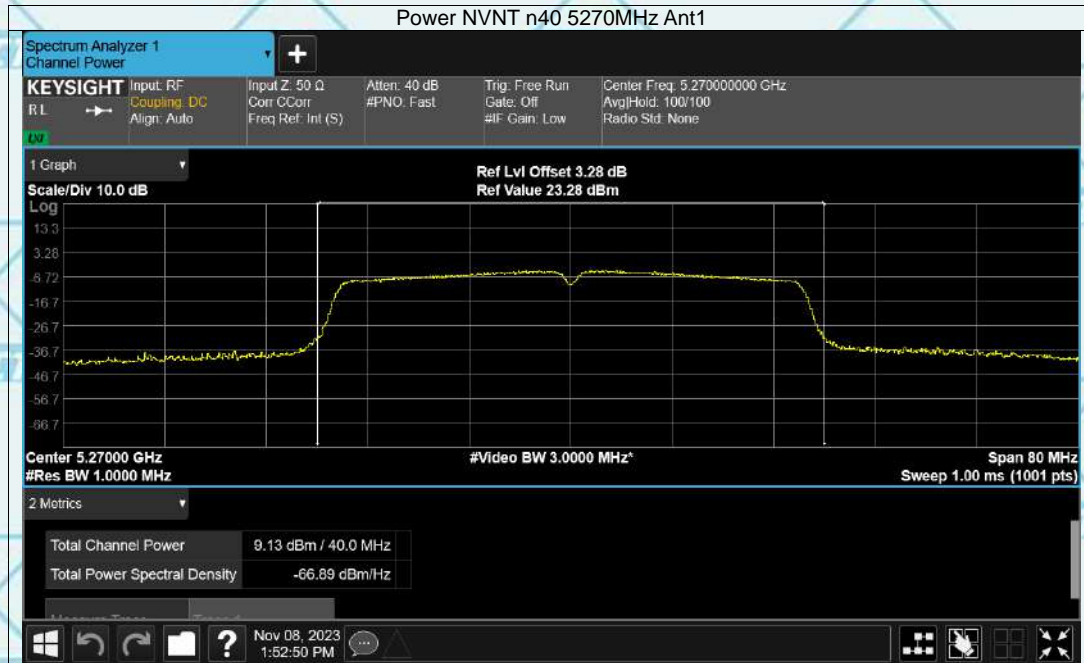 Power NVNT n40 5270MHz Ant1
Spectrum Analyzer 1
Channel Power
+
KEYSIGHT
R L
LXI
Input: RF
Coupling: DC
Align: Auto
Input Z: 50 Ω
Corr CCorr
Freq Ref: Int (S)
Atten: 40 dB
#PNO: Fast
Trig: Free Run
Gate: Off
#IF Gain: Low
Center Freq: 5.270000000 GHz
Avg|Hold: 100/100
Radio Std: None
1 Graph
Scale/Div 10.0 dB
Ref Lvl Offset 3.28 dB
Ref Value 23.28 dBm
Log
13.3
3.28
-6.72
-16.7
-26.7
-36.7
-46.7
-56.7
-66.7
Center 5.27000 GHz
#Res BW 1.0000 MHz
#Video BW 3.0000 MHz*
Span 80 MHz
Sweep 1.00 ms (1001 pts)
2 Metrics
Total Channel Power 9.13 dBm / 40.0 MHz
Total Power Spectral Density -66.89 dBm/Hz
?
Nov 08, 2023
1:52:50 PM